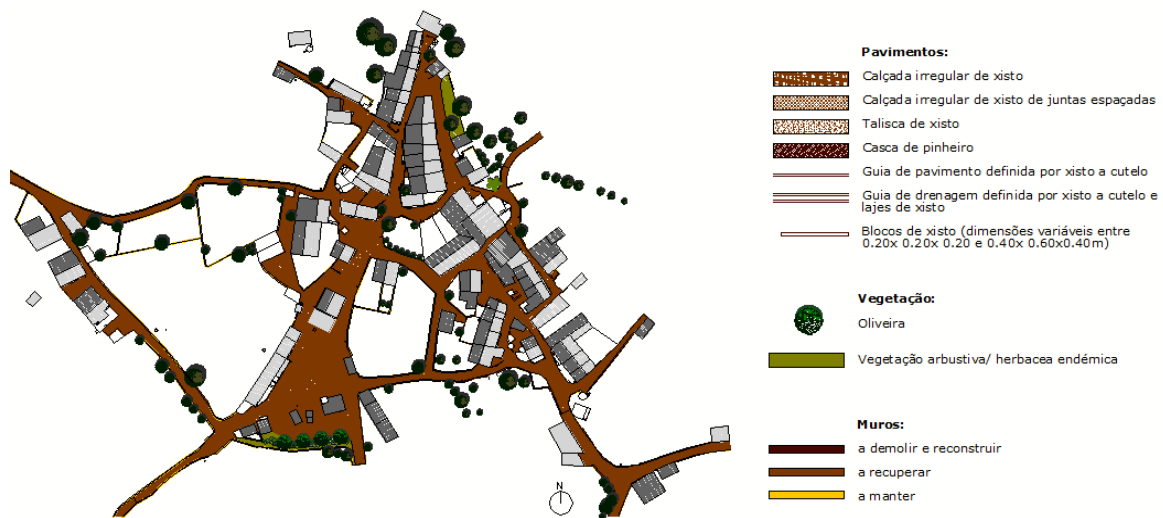 Pavimentos:
Calçada irregular de xisto
Calçada irregular de xisto de juntas espaçadas
Talisca de xisto
Casca de pinheiro
Guia de pavimento definida por xisto a cutelo
Guia de drenagem definida por xisto a cutelo e
lajes de xisto
Blocos de xisto (dimensões variáveis entre
0.20x 0.20x 0.20 e 0.40x 0.60x0.40m)
Vegetação:
Oliveira
Vegetação arbustiva/ herbacea endémica
Muros:
a demolir e reconstruir
a recuperar
a manter
N